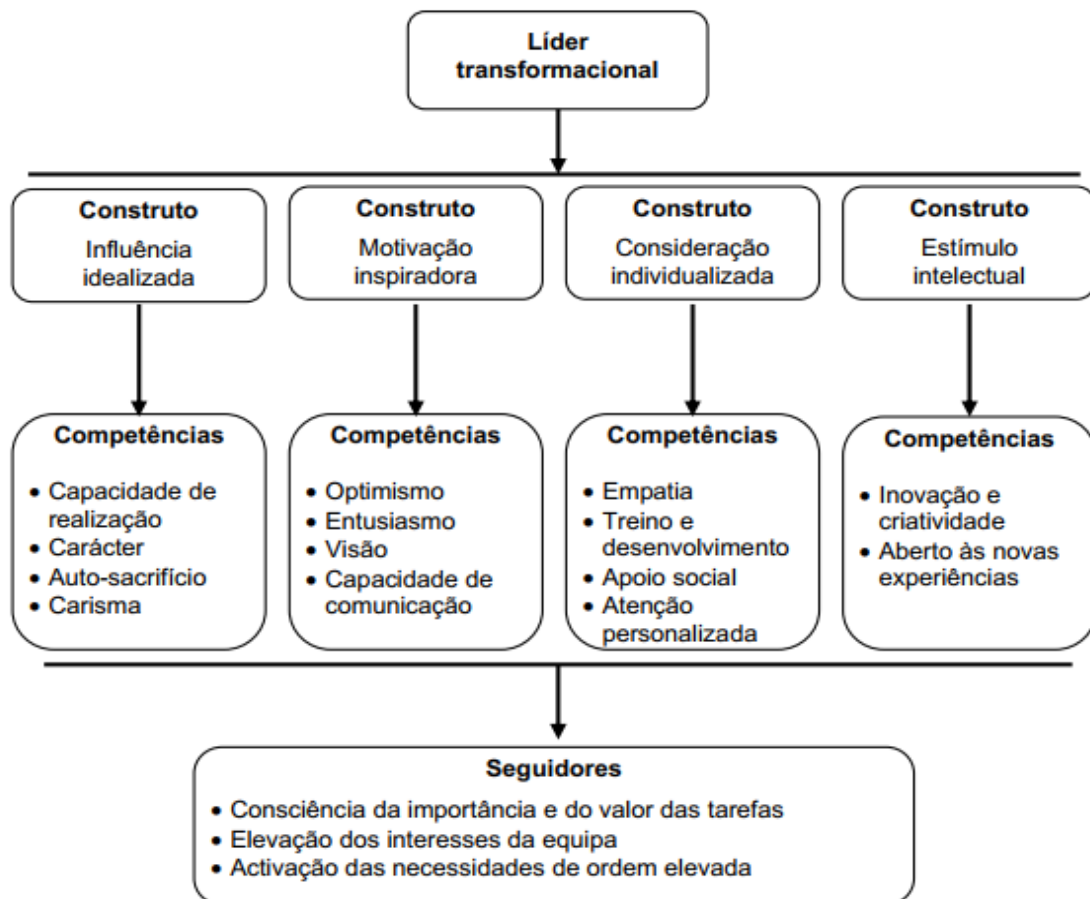 Líder
transformacional
Construto
Influência
idealizada
Construto
Motivação
inspiradora
Construto
Consideração
individualizada
Construto
Estímulo
intelectual
Competências
• Capacidade de
realização
• Carácter
• Auto-sacrifício
• Carisma
Competências
• Optimismo
• Entusiasmo
• Visão
• Capacidade de
comunicação
Competências
• Empatia
• Treino e
desenvolvimento
• Apoio social
• Atenção
personalizada
Competências
• Inovação e
criatividade
• Aberto às novas
experiências
Seguidores
• Consciência da importância e do valor das tarefas
• Elevação dos interesses da equipa
• Activação das necessidades de ordem elevada